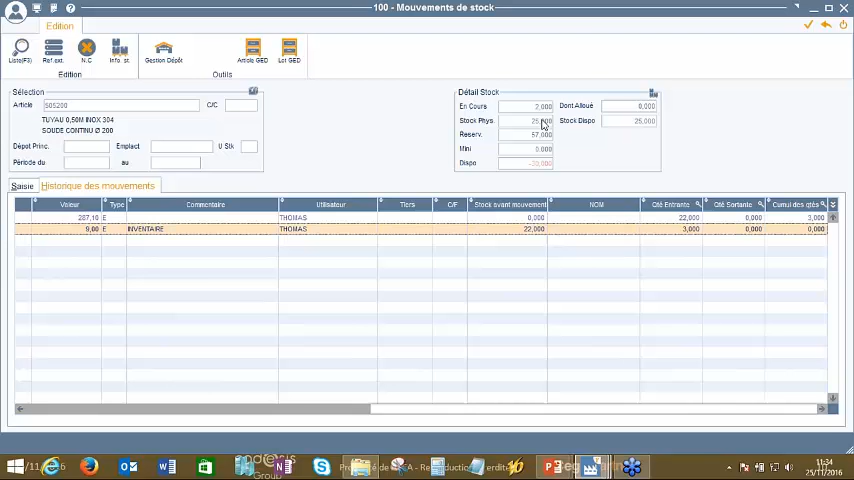 100 - Mouvements de stock
Edition
Liste(F3)
Ref.ext.
N.C
Info st
Gestion Dépôt
Article GED
Lot GED
Edition
Outils
Sélection
Article
505200
C/C
TUYAU 0,50M INOX 304
SOUDE CONTINU Ø 200
Dépot Princ.
Emplact
U Stk
Période du
au
Détail Stock
En Cours
2,000
Dont Alloué
0,000
Stock Phys.
Stock Dispo
25,000
Reserv.
57,000
Mini
0,000
Dispo
-30,000
Saisie
Historique des mouvements
Valeur
Type
Commentaire
Utilisateur
Tiers
C/F
Stock avant mouvement
NOM
Qté Entrante
Qté Sortante
Cumul des qtés
287,10
E
THOMAS
0,000
22,000
0,000
3,000
9,00
E
INVENTAIRE
THOMAS
22,000
3,000
0,000
0,000
Group
11:34
25/11/2016